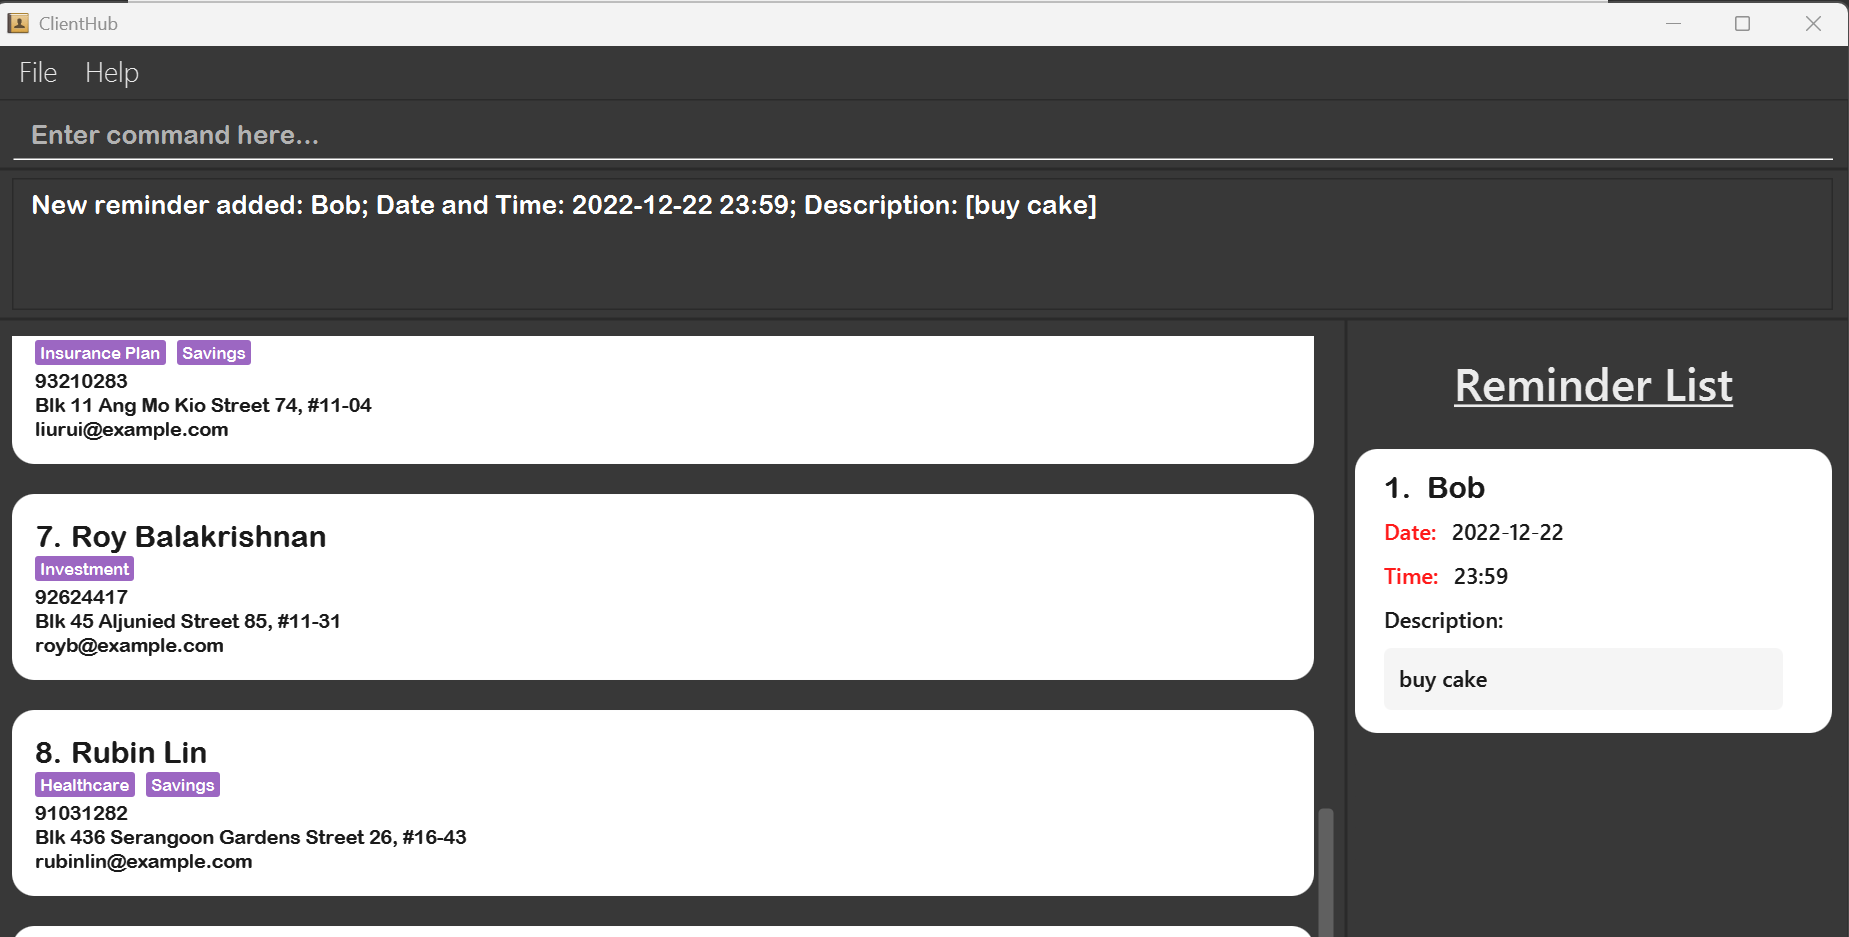 ClientHub
File Help
Enter command here...
New reminder added: Bob; Date and Time: 2022-12-22 23:59; Description: [buy cake]
Insurance Plan Savings
93210283
Blk 11 Ang Mo Kio Street 74, #11-04
liurui@example.com
7. Roy Balakrishnan
Investment
92624417
Blk 45 Aljunied Street 85, #11-31
royb@example.com
8. Rubin Lin
Healthcare Savings
91031282
Blk 436 Serangoon Gardens Street 26, #16-43
rubinlin@example.com
Reminder List
1. Bob
Date: 2022-12-22
Time: 23:59
Description:
buy cake